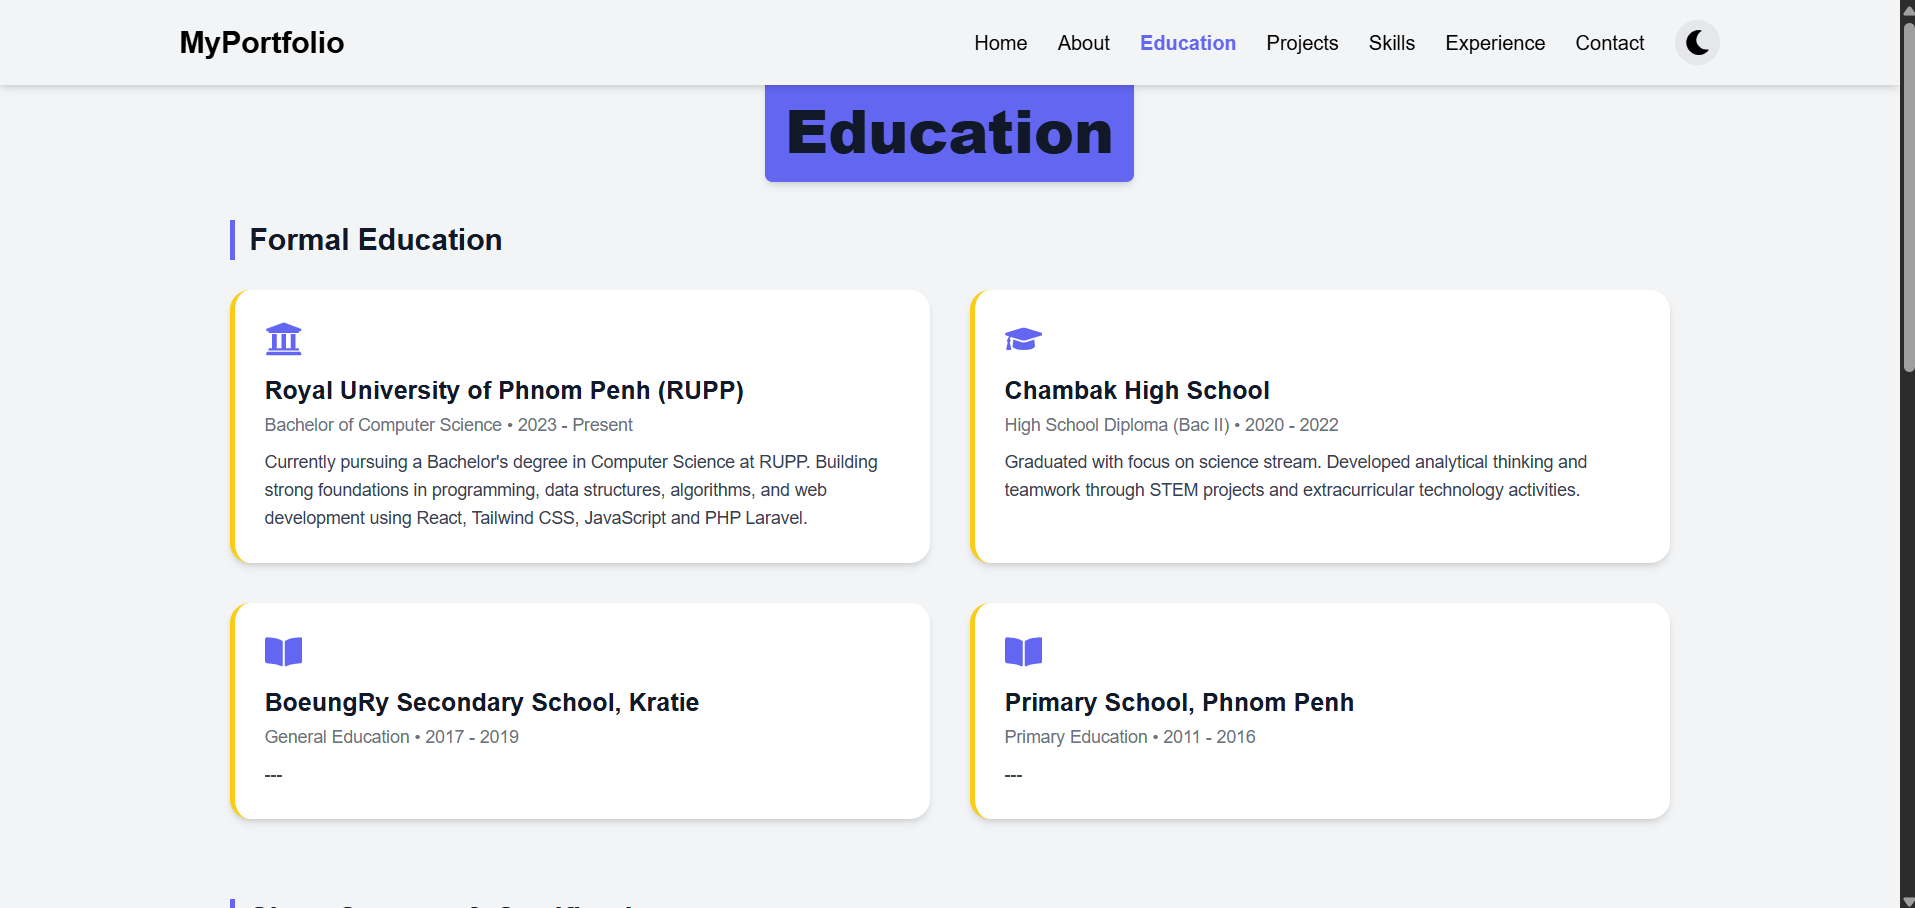 MyPortfolio
Home About Education Projects Skills Experience Contact
Education
Formal Education
Royal University of Phnom Penh (RUPP)
Bachelor of Computer Science • 2023 - Present
Currently pursuing a Bachelor's degree in Computer Science at RUPP. Building
strong foundations in programming, data structures, algorithms, and web
development using React, Tailwind CSS, JavaScript and PHP Laravel.
Chambak High School
High School Diploma (Bac II) • 2020 - 2022
Graduated with focus on science stream. Developed analytical thinking and
teamwork through STEM projects and extracurricular technology activities.
BoeungRy Secondary School, Kratie
General Education • 2017 - 2019
---
Primary School, Phnom Penh
Primary Education • 2011 - 2016
---